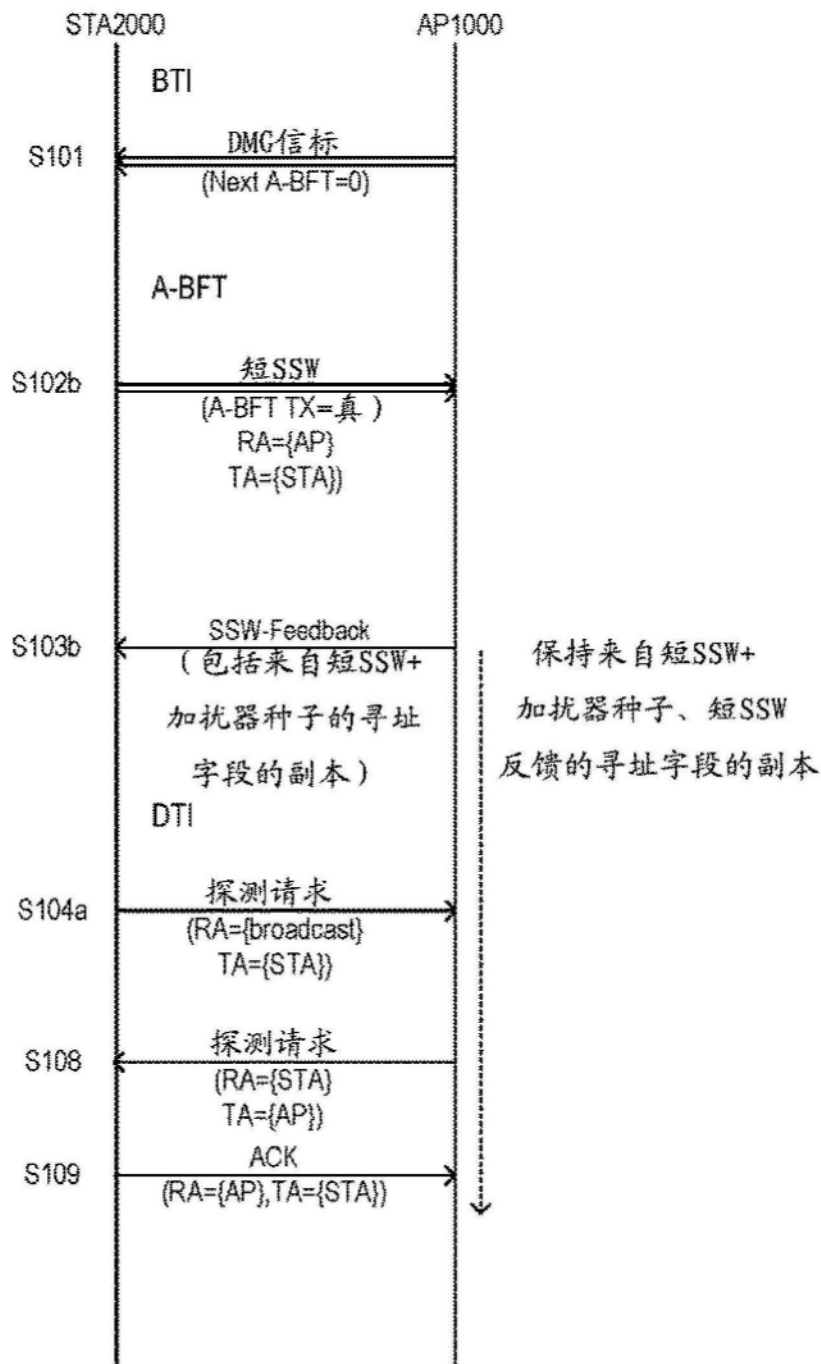 STA2000 AP1000
BTI
S101 DMG信标
(Next A-BFT=0)
A-BFT
S102b 短SSW
(A-BFT TX=真)
RA={AP}
TA={STA})
S103b SSW-Feedback
(包括来自短SSW+
加扰器种子的寻址
字段的副本)
保持来自短SSW+
加扰器种子、短SSW
反馈的寻址字段的副本
DTI
S104a 探测请求
(RA={broadcast}
TA={STA})
S108 探测请求
(RA={STA}
TA={AP})
S109 ACK
(RA={AP},TA={STA})